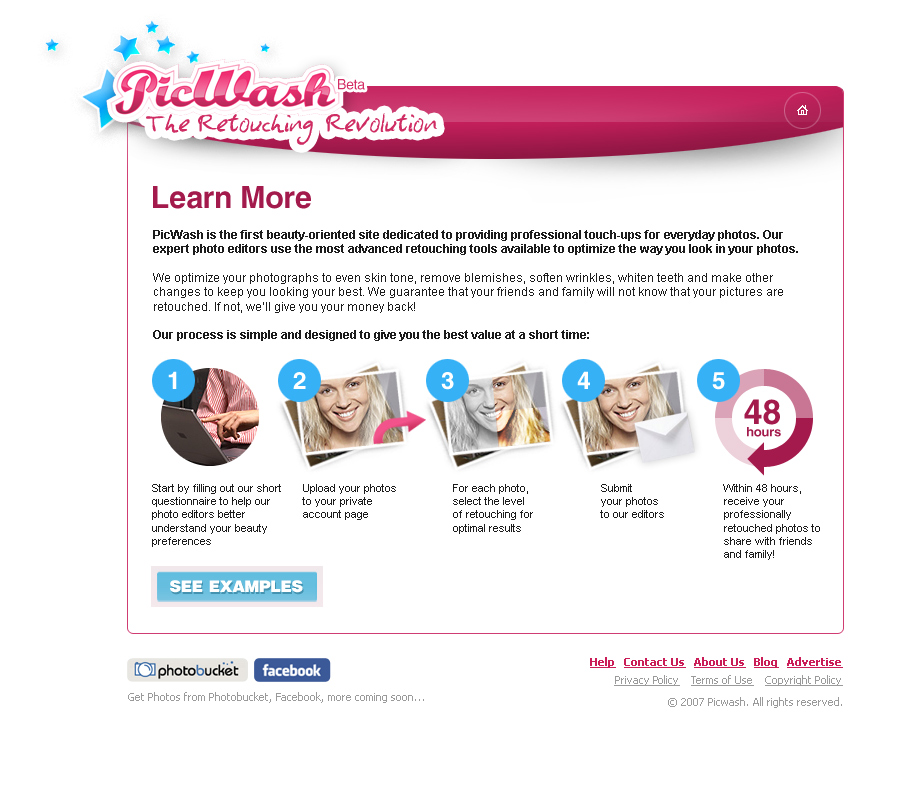 PicWash Beta
The Retouching Revolution
Learn More
PicWash is the first beauty-oriented site dedicated to providing professional touch-ups for everyday photos. Our
expert photo editors use the most advanced retouching tools available to optimize the way you look in your photos.
We optimize your photographs to even skin tone, remove blemishes, soften wrinkles, whiten teeth and make other
changes to keep you looking your best. We guarantee that your friends and family will not know that your pictures are
retouched. If not, we'll give you your money back!
Our process is simple and designed to give you the best value at a short time:
1
Start by filling out our short
questionnaire to help our
photo editors better
understand your beauty
preferences
2
Upload your photos
to your private
account page
3
For each photo,
select the level
of retouching for
optimal results
4
Submit
your photos
to our editors
5
48
hours
Within 48 hours,
receive your
professionally
retouched photos to
share with friends
and family!
SEE EXAMPLES
photobucket facebook
Get Photos from Photobucket, Facebook, more coming soon...
Help Contact Us About Us Blog Advertise
Privacy Policy Terms of Use Copyright Policy
© 2007 Picwash. All rights reserved.